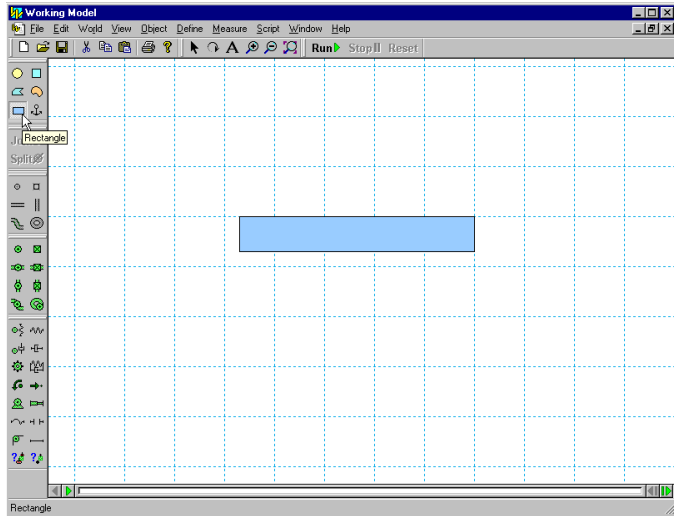 Working Model
File Edit World View Object Define Measure Script Window Help
A Run Stop Reset
Rectangle
Split
Rectangle